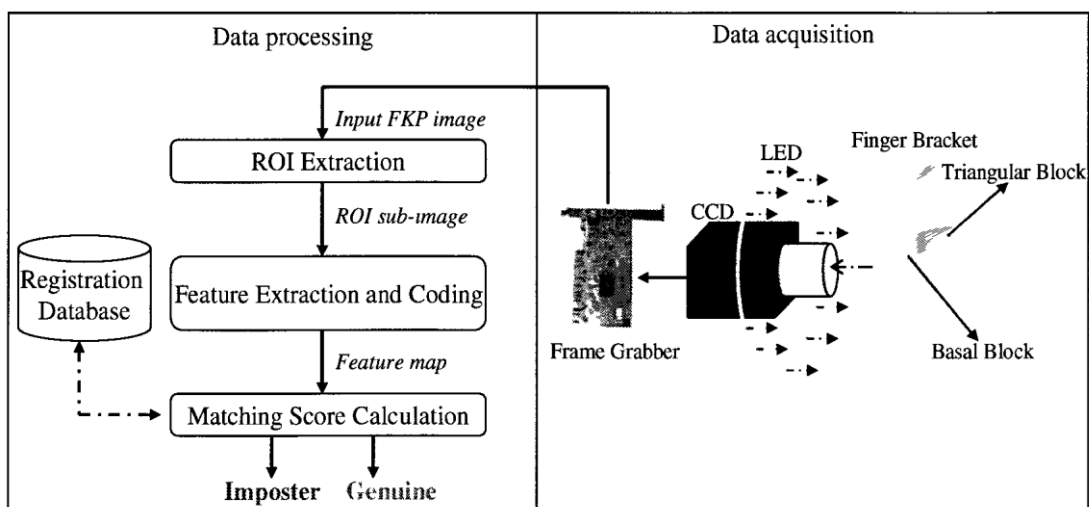 Data processing
Input FKP image
ROI Extraction
ROI sub-image
Registration
Database
Feature Extraction and Coding
Feature map
Matching Score Calculation
Imposter Genuine
Data acquisition
Finger Bracket
LED
Triangular Block
CCD
Frame Grabber
Basal Block